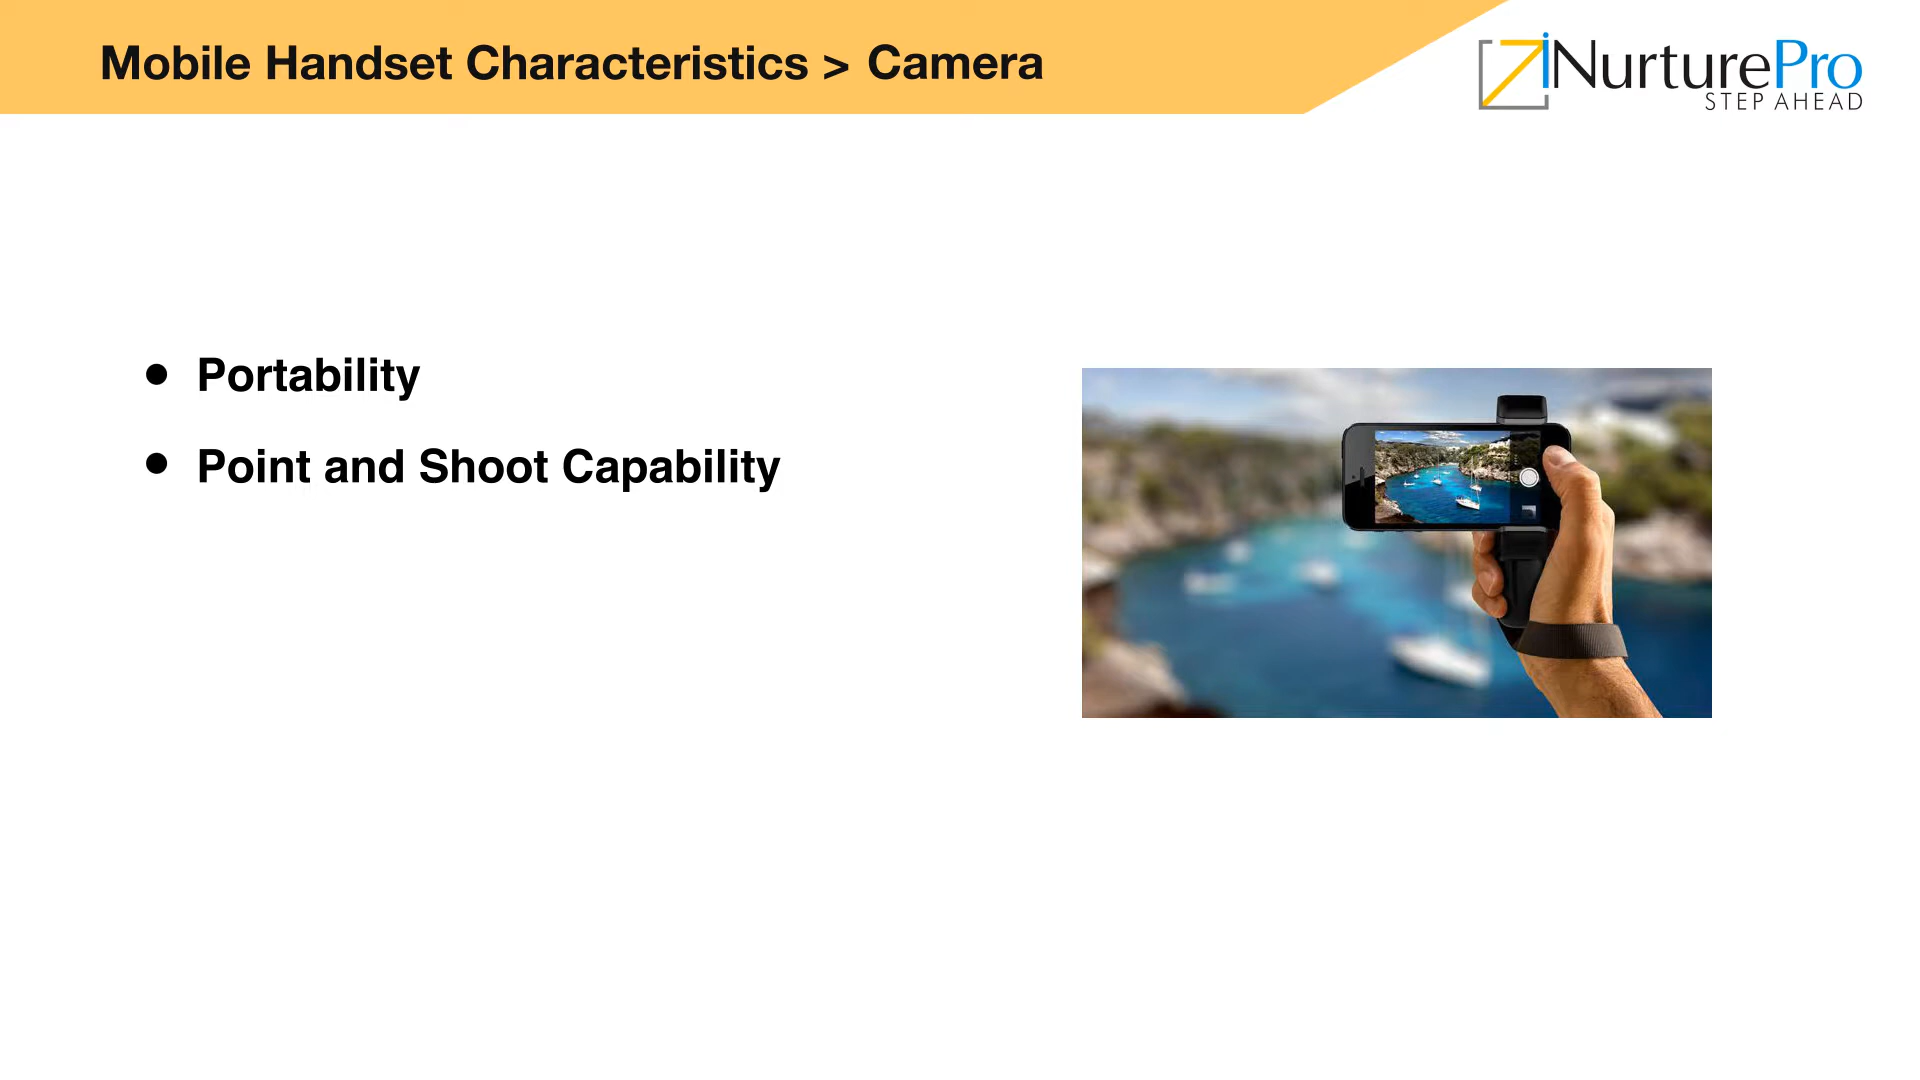 Mobile Handset Characteristics > Camera
iNurturePro
STEP AHEAD
• Portability
• Point and Shoot Capability